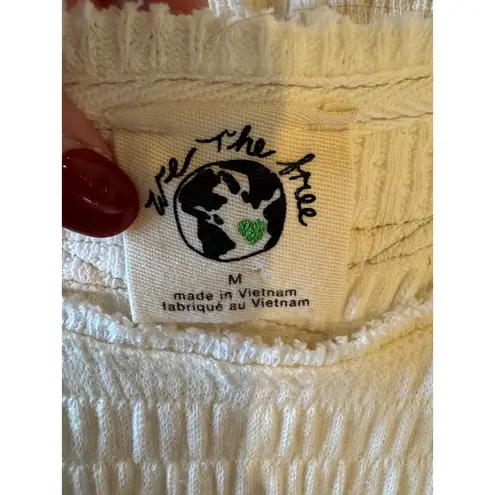 We The free
M
made in Vietnam
fabriqué au Vietnam